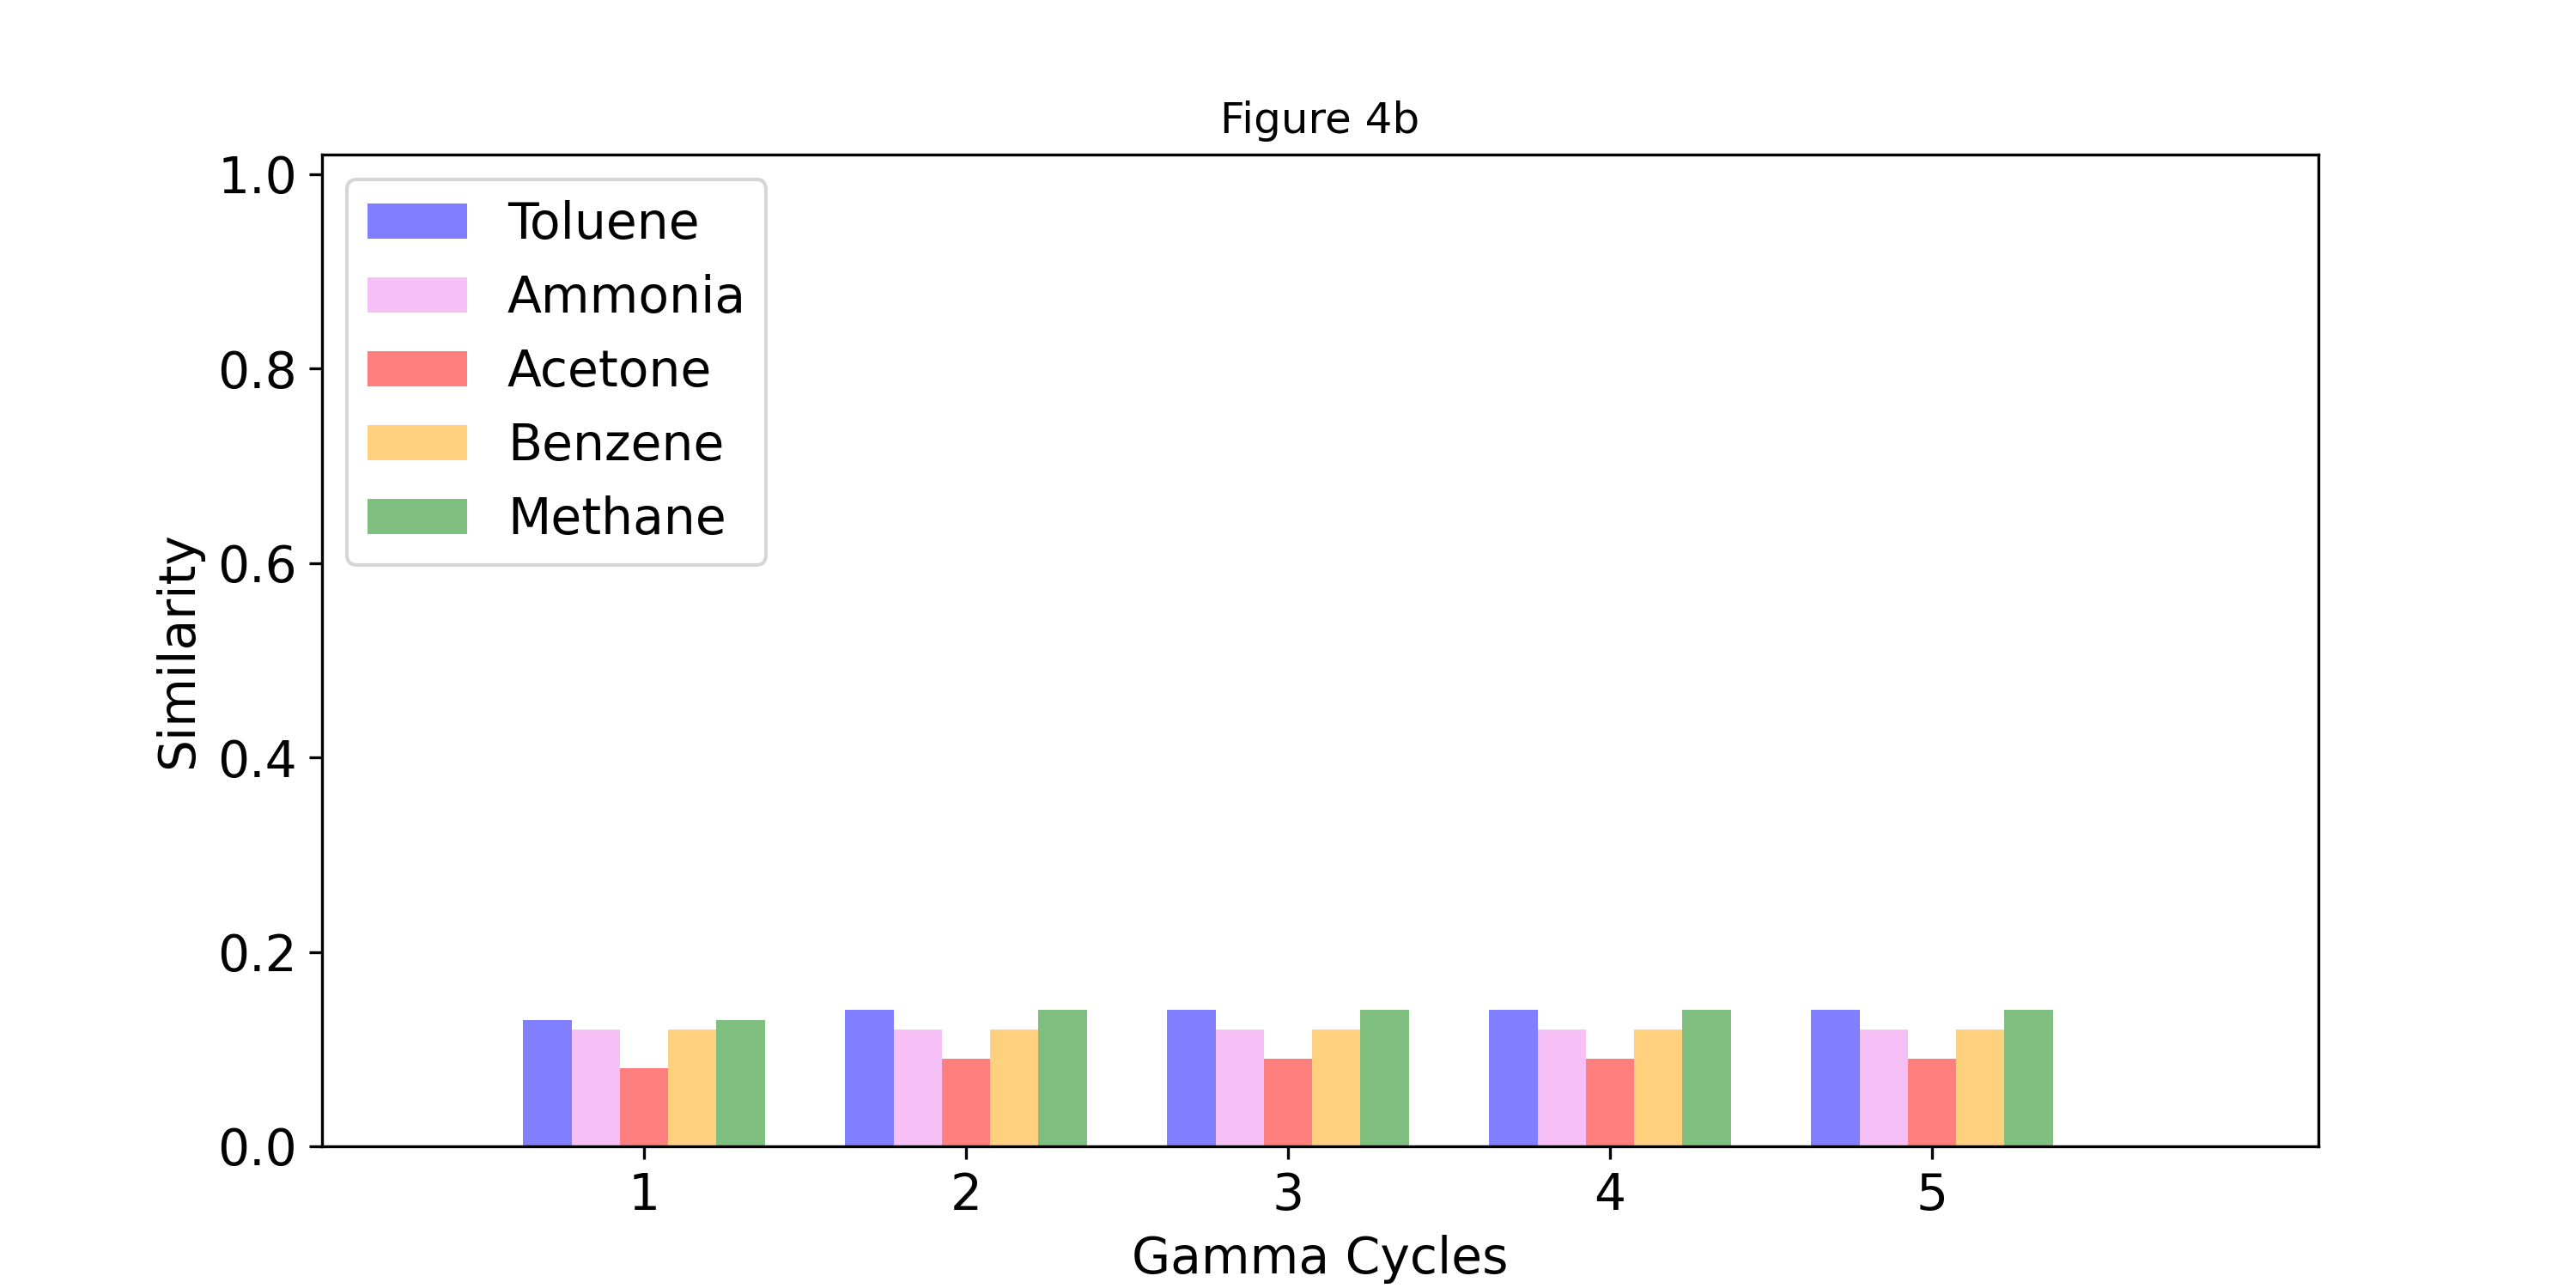 Figure 4b
1.0
0.8
0.6
0.4
0.2
0.0
Similarity
Toluene
Ammonia
Acetone
Benzene
Methane
1 2 3 4 5
Gamma Cycles